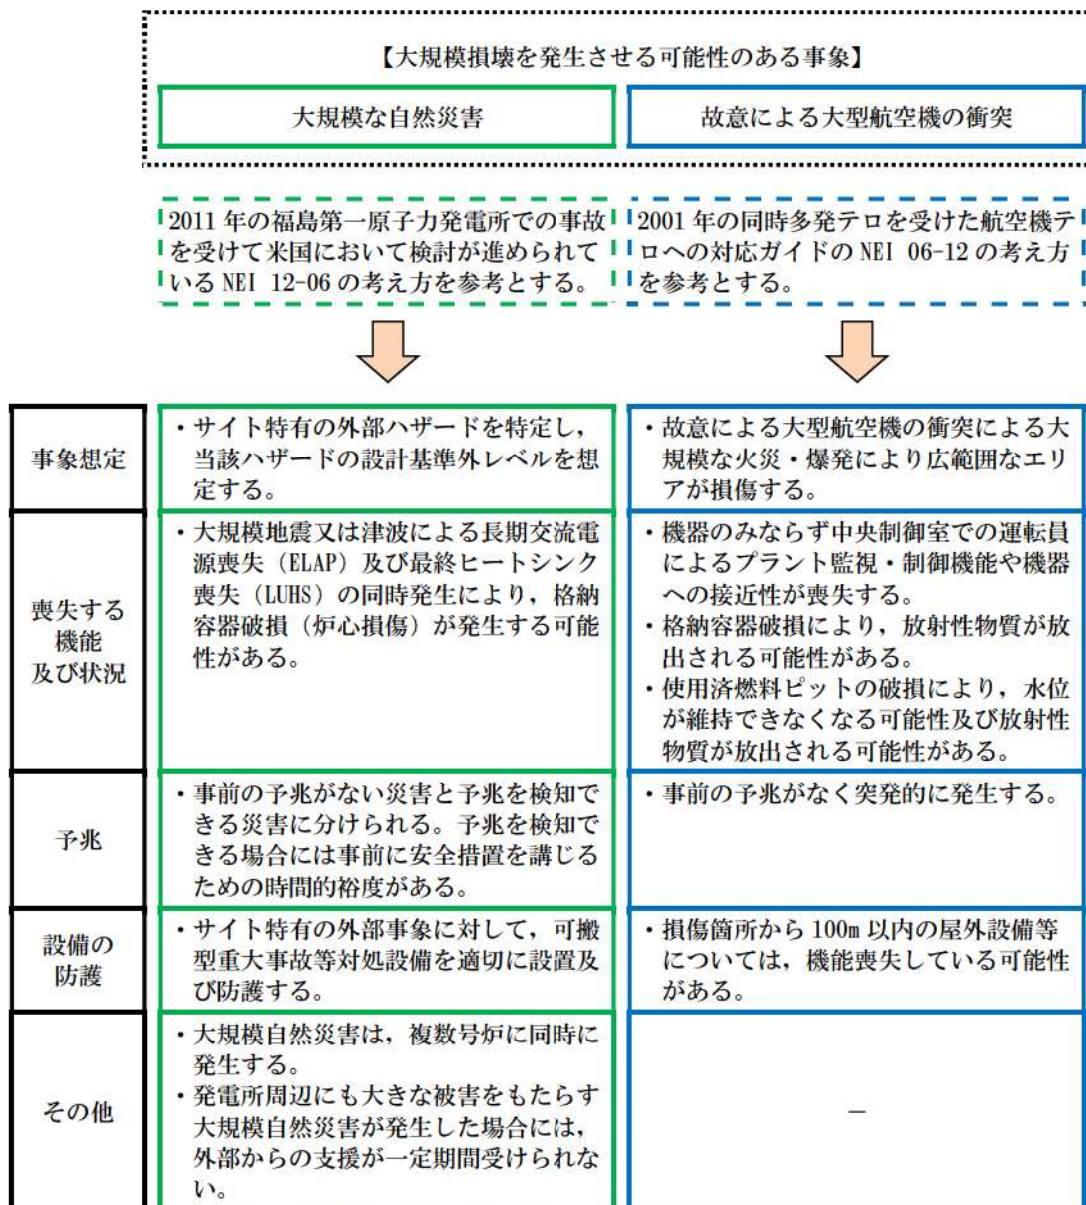 【大規模損壊を発生させる可能性のある事象】
大規模な自然災害
故意による大型航空機の衝突
2011 年の福島第一原子力発電所での事故
を受けて米国において検討が進められて
いる NEI 12-06 の考え方を参考とする。
2001 年の同時多発テロを受けた航空機テ
ロへの対応ガイドの NEI 06-12 の考え方
を参考とする。
事象想定
・サイト特有の外部ハザードを特定し，
当該ハザードの設計基準外レベルを想
定する。
・故意による大型航空機の衝突による大
規模な火災・爆発により広範囲なエリ
アが損傷する。
喪失する
機能
及び状況
・大規模地震又は津波による長期交流電
源喪失（ELAP）及び最終ヒートシンク
喪失（LUHS）の同時発生により，格納
容器破損（炉心損傷）が発生する可能
性がある。
・機器のみならず中央制御室での運転員
によるプラント監視・制御機能や機器
への接近性が喪失する。
・格納容器破損により，放射性物質が放
出される可能性がある。
・使用済燃料ピットの破損により，水位
が維持できなくなる可能性及び放射性
物質が放出される可能性がある。
予兆
・事前の予兆がない災害と予兆を検知で
きる災害に分けられる。予兆を検知で
きる場合には事前に安全措置を講じる
ための時間的裕度がある。
・事前の予兆がなく突発的に発生する。
設備の
防護
・サイト特有の外部事象に対して，可搬
型重大事故等対処設備を適切に設置及
び防護する。
・損傷箇所から 100m 以内の屋外設備等
については，機能喪失している可能性
がある。
その他
・大規模自然災害は，複数号炉に同時に
発生する。
・発電所周辺にも大きな被害をもたらす
大規模自然災害が発生した場合には，
外部からの支援が一定期間受けられな
い。
－